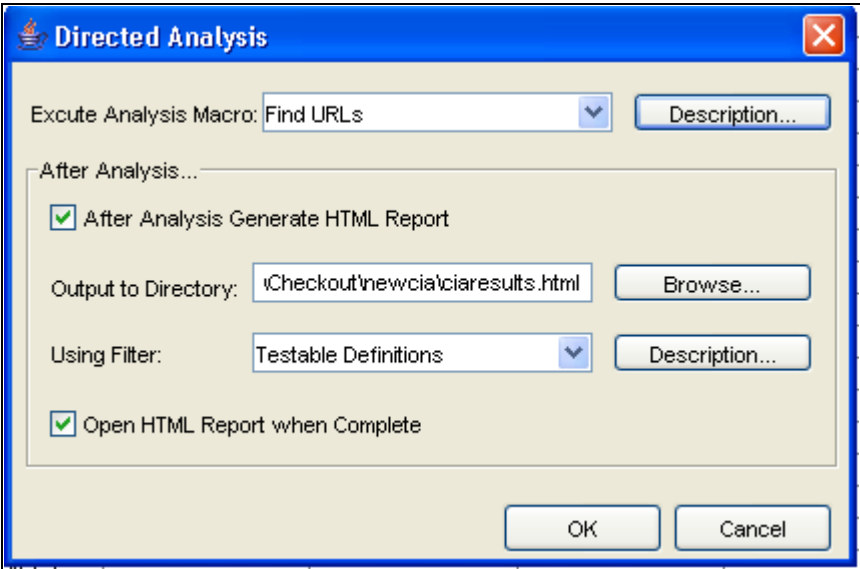 Directed Analysis
Excute Analysis Macro: Find URLs Description...
After Analysis...
After Analysis Generate HTML Report
Output to Directory: \Checkout\newcia\ciaresults.html Browse...
Using Filter: Testable Definitions Description...
Open HTML Report when Complete
OK Cancel